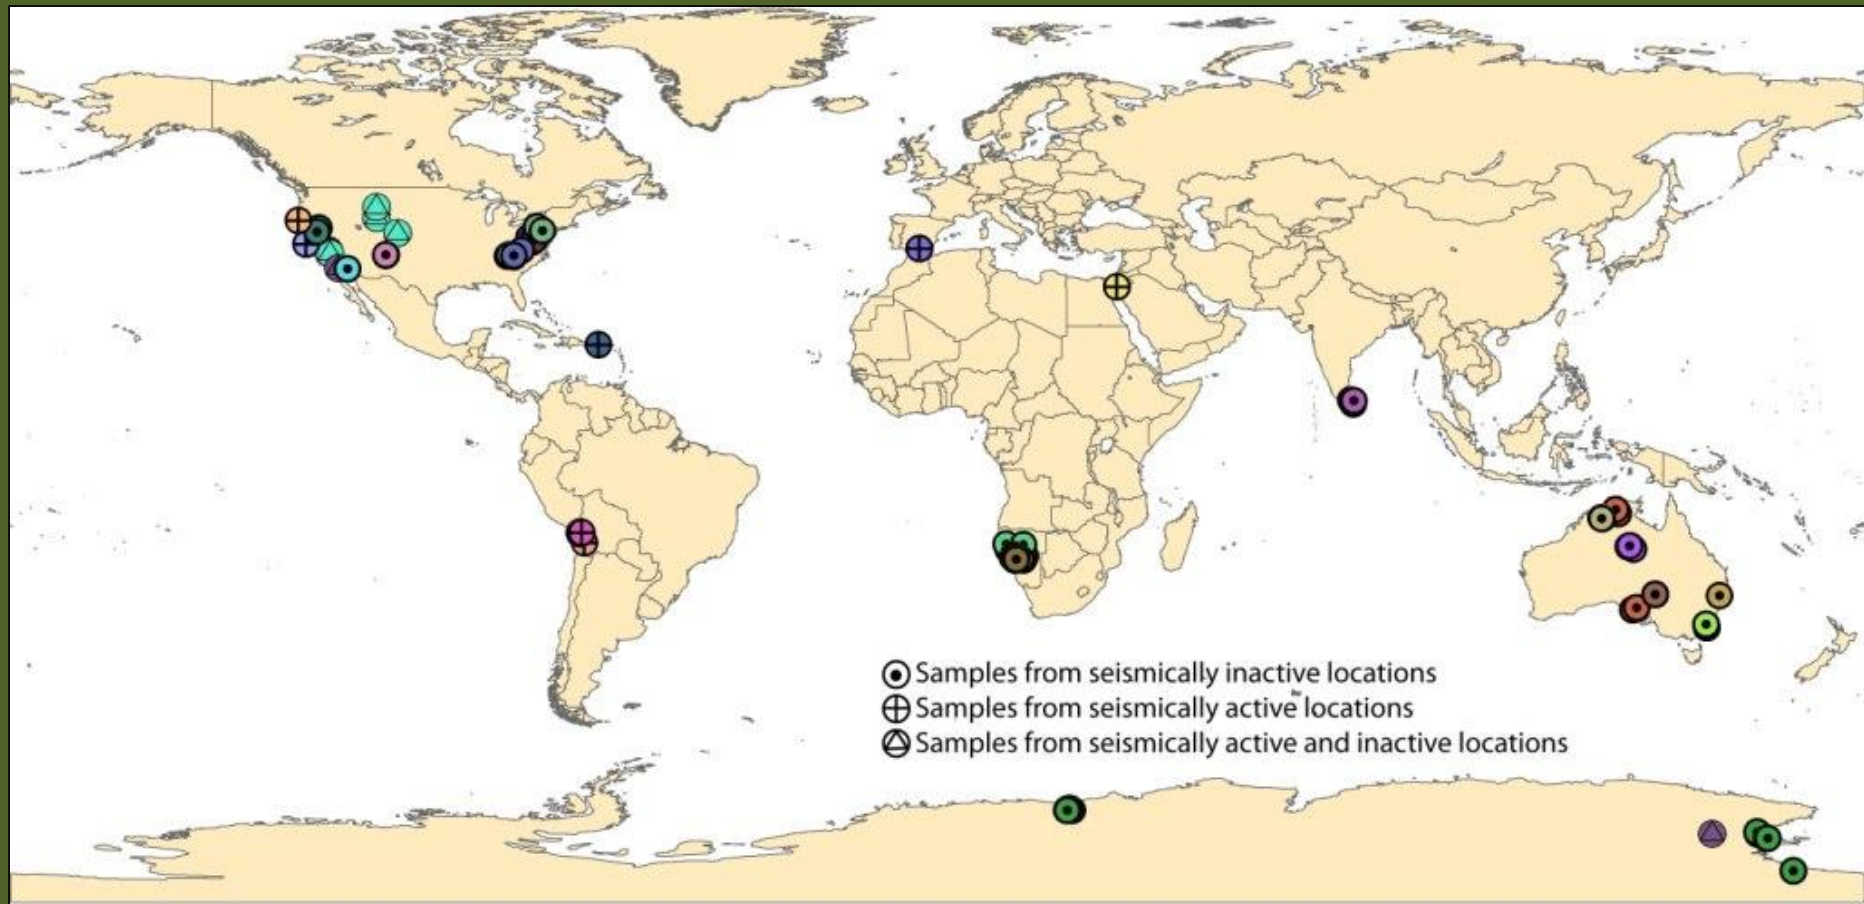 Samples from seismically inactive locations
Samples from seismically active locations
Samples from seismically active and inactive locations